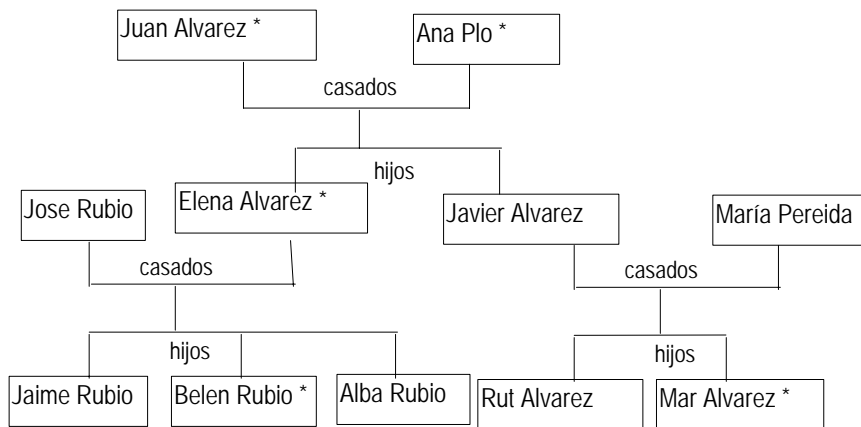 Juan Alvarez *
Ana Plo *
casados
hijos
Jose Rubio
Elena Alvarez *
Javier Alvarez
María Pereida
casados
casados
hijos
hijos
Jaime Rubio
Belen Rubio *
Alba Rubio
Rut Alvarez
Mar Alvarez *